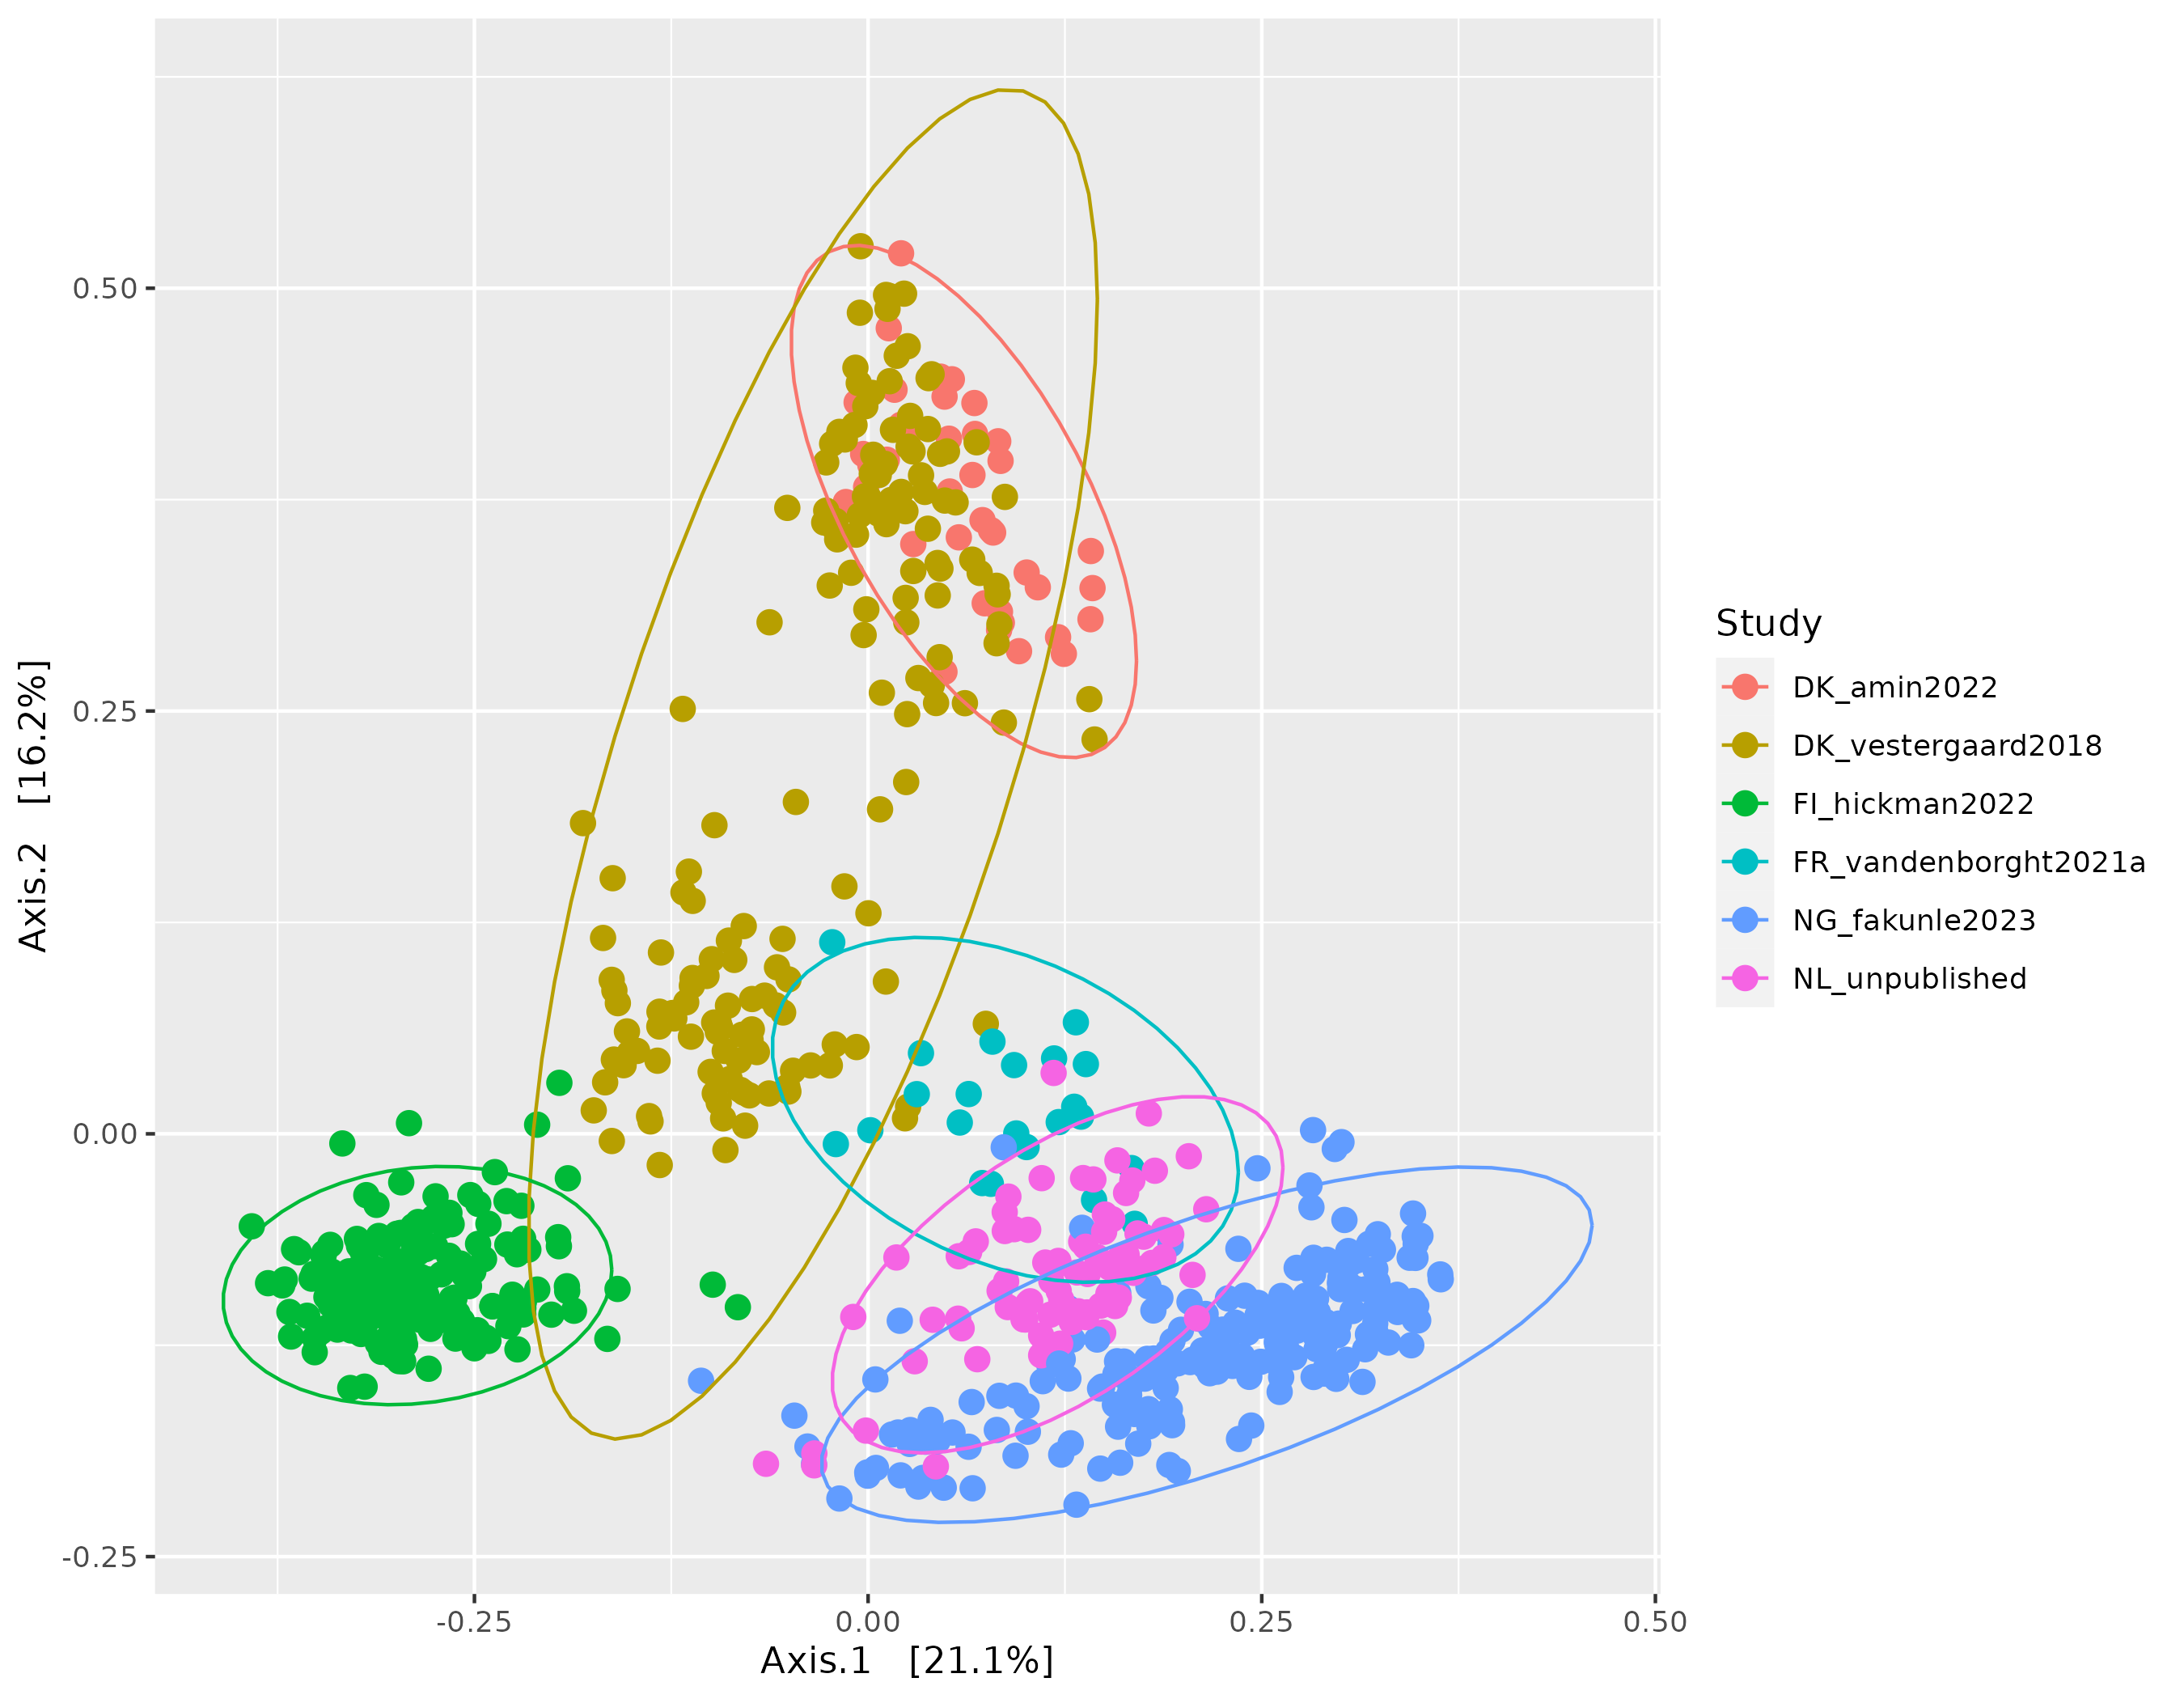 0.50
0.25
0.00
-0.25
Axis.2 [16.2%]
-0.25
0.00
0.25
0.50
Axis.1 [21.1%]
Study
DK_amin2022
DK_vestergaard2018
FI_hickman2022
FR_vandenborght2021a
NG_fakunle2023
NL_unpublished